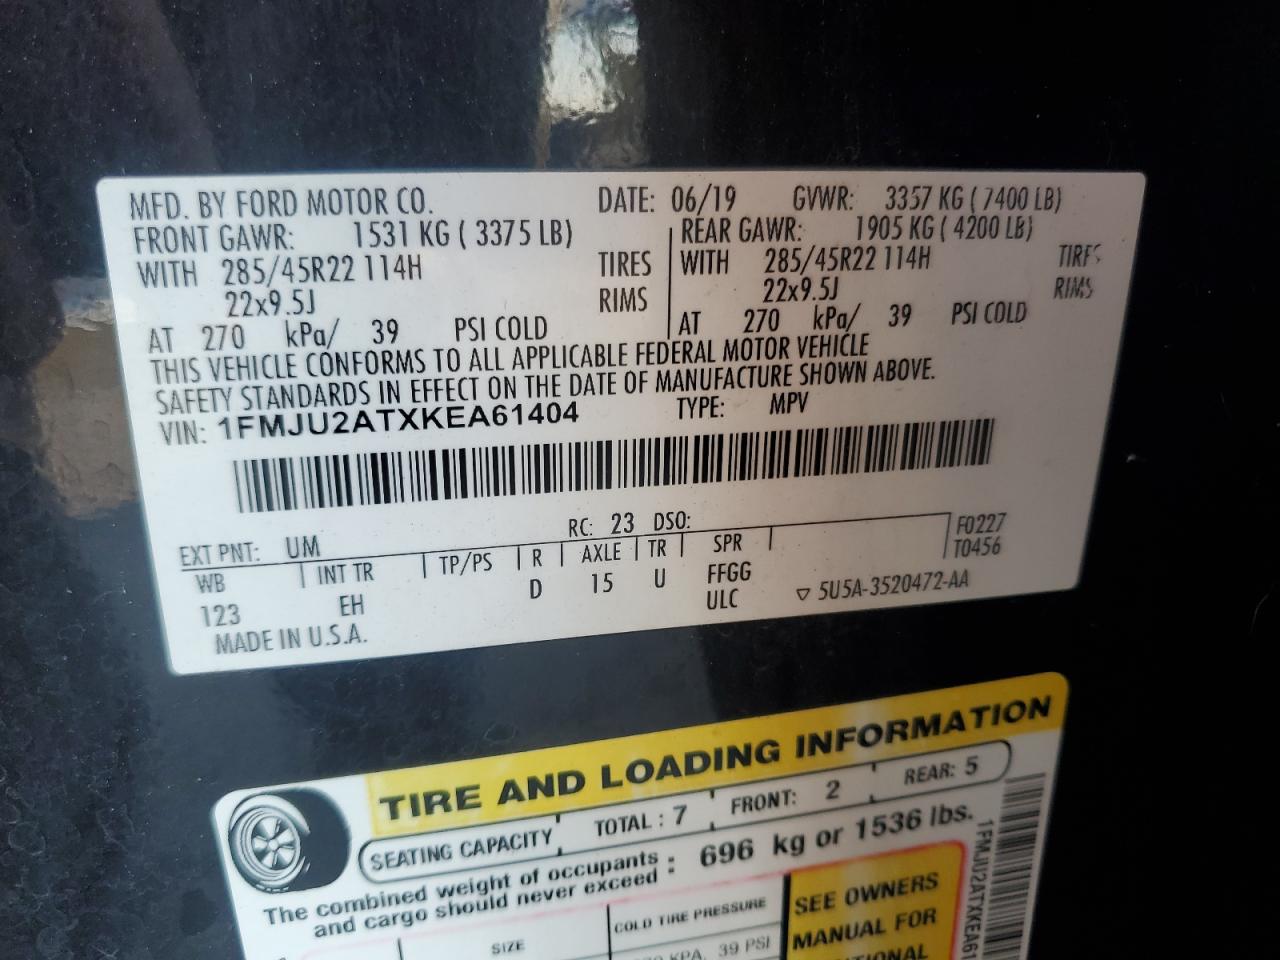 MFD. BY FORD MOTOR CO. DATE: 06/19 GVWR: 3357 KG ( 7400 LB)
FRONT GAWR: 1531 KG ( 3375 LB) REAR GAWR: 1905 KG ( 4200 LB)
WITH 285/45R22 114H TIRES WITH 285/45R22 114H TIRES
22x9.5J RIMS 22x9.5J RIMS
AT 270 kPa/ 39 PSI COLD AT 270 kPa/ 39 PSI COLD
THIS VEHICLE CONFORMS TO ALL APPLICABLE FEDERAL MOTOR VEHICLE
SAFETY STANDARDS IN EFFECT ON THE DATE OF MANUFACTURE SHOWN ABOVE.
VIN: 1FMJU2ATXKEA61404 TYPE: MPV
EXT PNT: UM RC: 23 DSO: F0227
WB INT TR TP/PS R AXLE TR SPR T0456
123 EH D 15 U FFGG
ULC ▽ 5U5A-3520472-AA
MADE IN U.S.A.
TIRE AND LOADING INFORMATION
SEATING CAPACITY TOTAL : 7 FRONT: 2 REAR: 5
The combined weight of occupants : 696 kg or 1536 lbs.
and cargo should never exceed :
SIZE COLD TIRE PRESSURE SEE OWNERS
KPA, 39 PSI MANUAL FOR
1FMJU2ATXKEA61